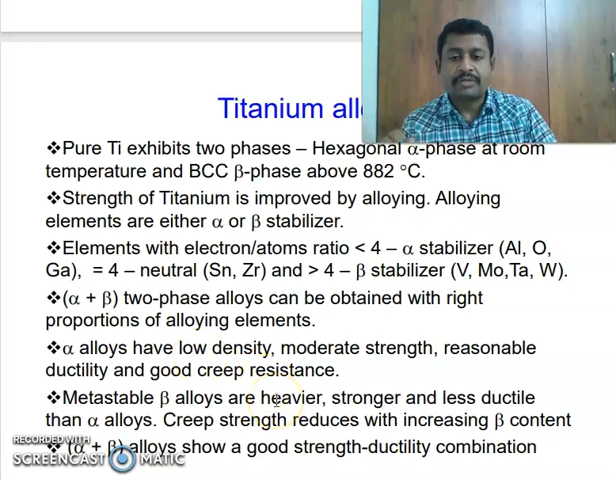 Titanium all
❖Pure Ti exhibits two phases – Hexagonal α-phase at room
temperature and BCC β-phase above 882 °C.
❖Strength of Titanium is improved by alloying. Alloying
elements are either α or β stabilizer.
❖Elements with electron/atoms ratio < 4 – α stabilizer (Al, O,
Ga), = 4 – neutral (Sn, Zr) and > 4 – β stabilizer (V, Mo,Ta, W).
❖(α + β) two-phase alloys can be obtained with right
proportions of alloying elements.
❖α alloys have low density, moderate strength, reasonable
ductility and good creep resistance.
❖Metastable β alloys are heavier, stronger and less ductile
than α alloys. Creep strength reduces with increasing β content
❖(α + β) alloys show a good strength-ductility combination
RECORDED WITH
SCREENCAST MATIC